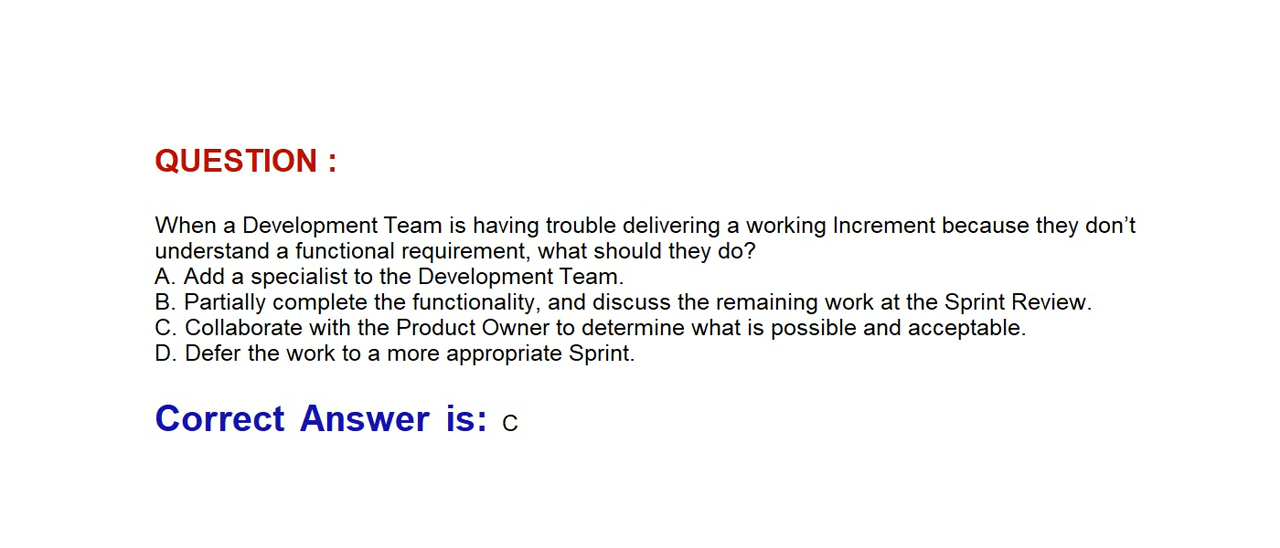 QUESTION :
When a Development Team is having trouble delivering a working Increment because they don’t
understand a functional requirement, what should they do?
A. Add a specialist to the Development Team.
B. Partially complete the functionality, and discuss the remaining work at the Sprint Review.
C. Collaborate with the Product Owner to determine what is possible and acceptable.
D. Defer the work to a more appropriate Sprint.
Correct Answer is: C